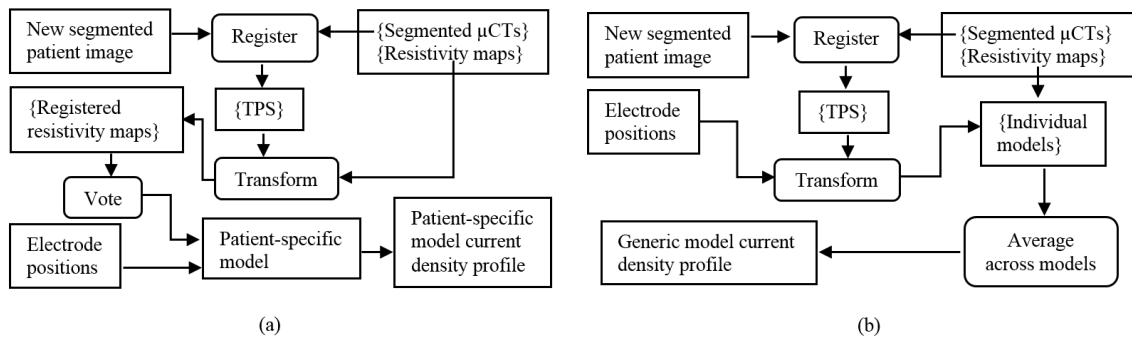 New segmented
patient image
Register
{Segmented μCTs}
{Resistivity maps}
{Registered
resistivity maps}
{TPS}
Transform
Vote
Electrode
positions
Patient-specific
model
Patient-specific
model current
density profile
(a)
New segmented
patient image
Register
{Segmented μCTs}
{Resistivity maps}
Electrode
positions
{TPS}
{Individual
models}
Transform
Generic model current
density profile
Average
across models
(b)